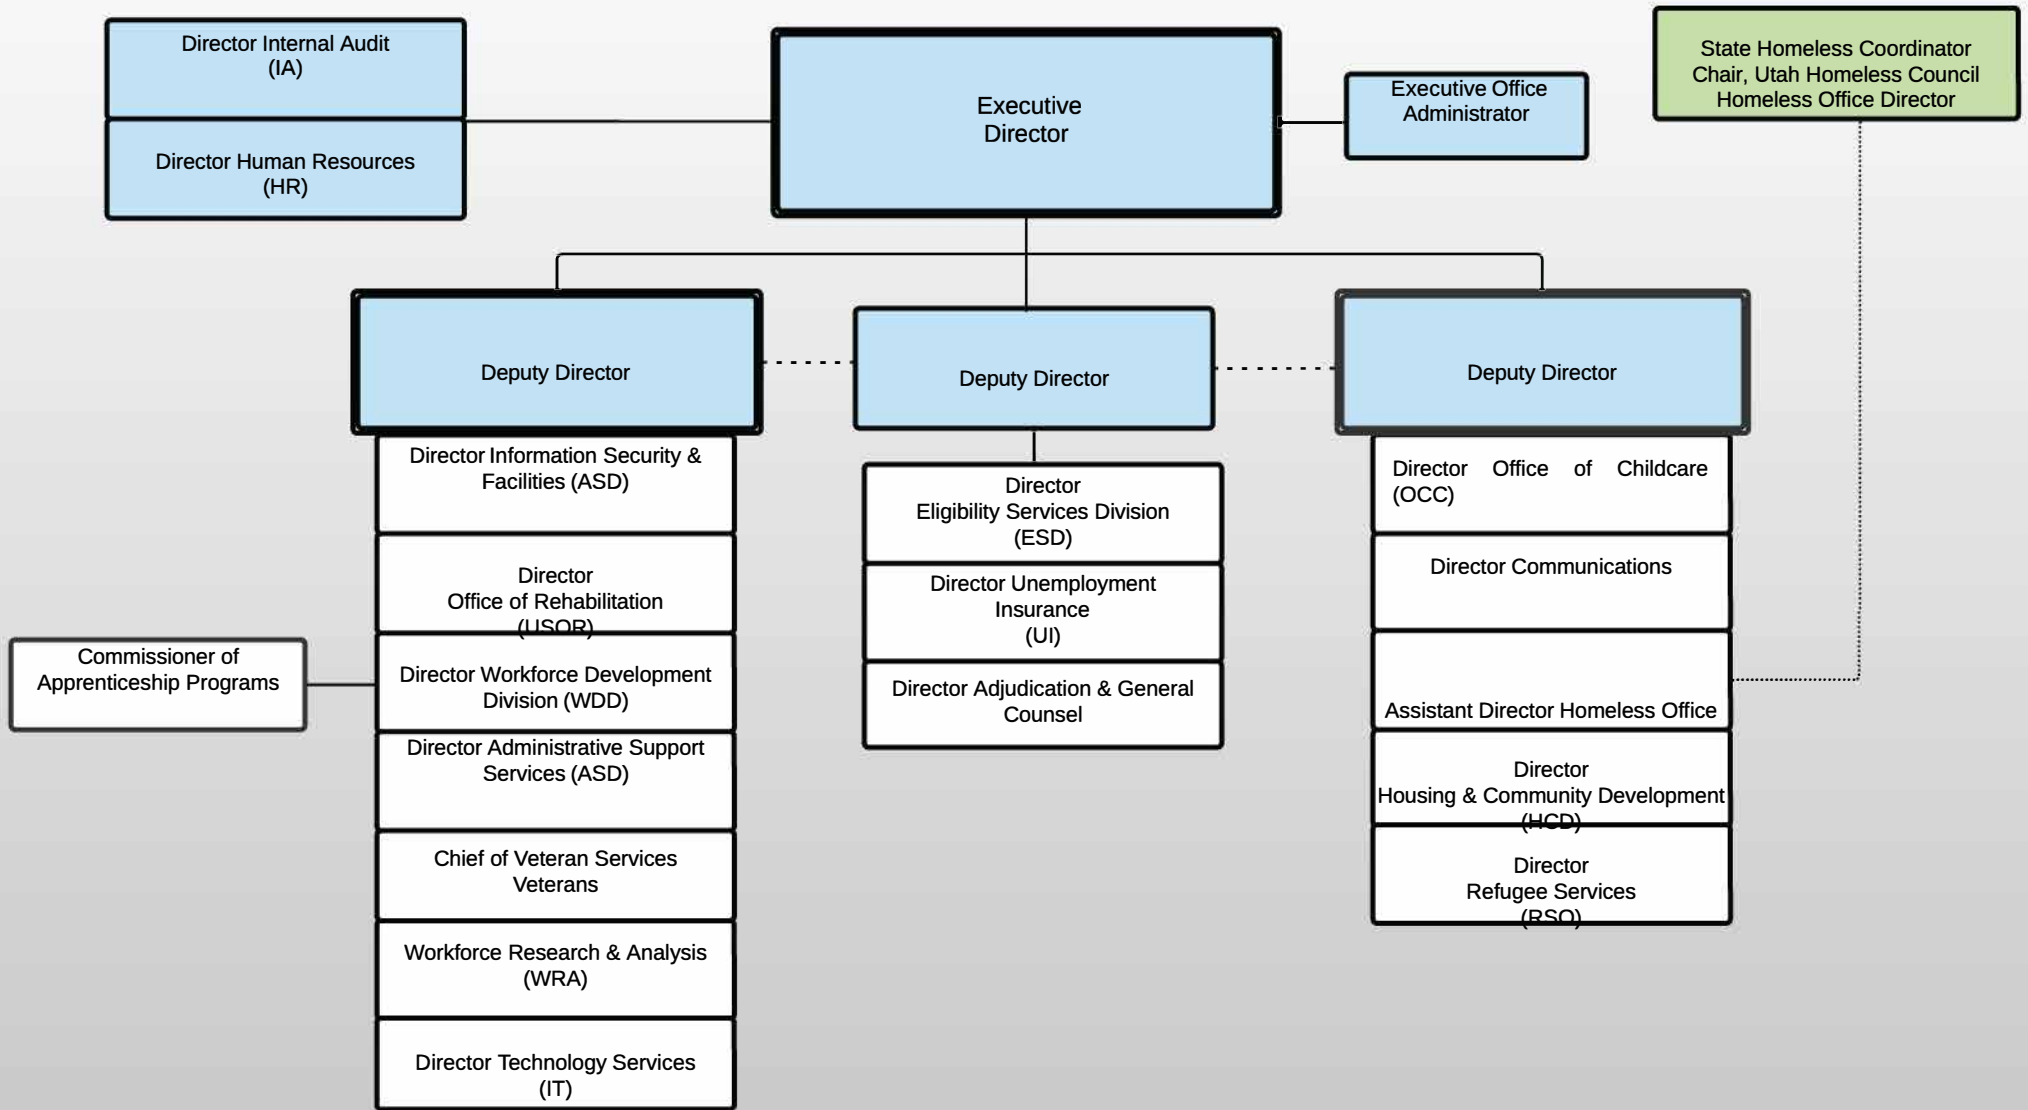 Director Internal Audit
(IA)
Director Human Resources
(HR)
Executive
Director
Executive Office
Administrator
State Homeless Coordinator
Chair, Utah Homeless Council
Homeless Office Director
Deputy Director
Deputy Director
Deputy Director
Director Information Security &
Facilities (ASD)
Director
Office of Rehabilitation
(USOR)
Director Workforce Development
Division (WDD)
Commissioner of
Apprenticeship Programs
Director Administrative Support
Services (ASD)
Chief of Veteran Services
Veterans
Workforce Research & Analysis
(WRA)
Director Technology Services
(IT)
Director
Eligibility Services Division
(ESD)
Director Unemployment
Insurance
(UI)
Director Adjudication & General
Counsel
Director Office of Childcare
(OCC)
Director Communications
Assistant Director Homeless Office
Director
Housing & Community Development
(HCD)
Director
Refugee Services
(RSO)